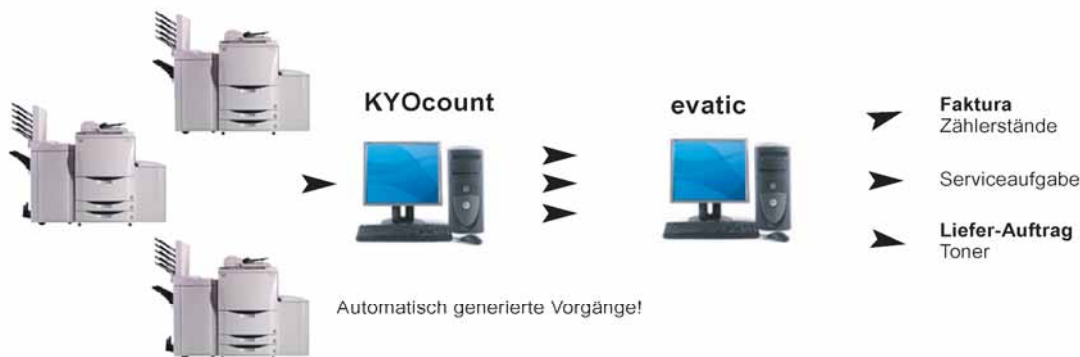 KYOcount
evatic
Faktura
Zählerstände
Serviceaufgabe
Liefer-Auftrag
Toner
Automatisch generierte Vorgänge!